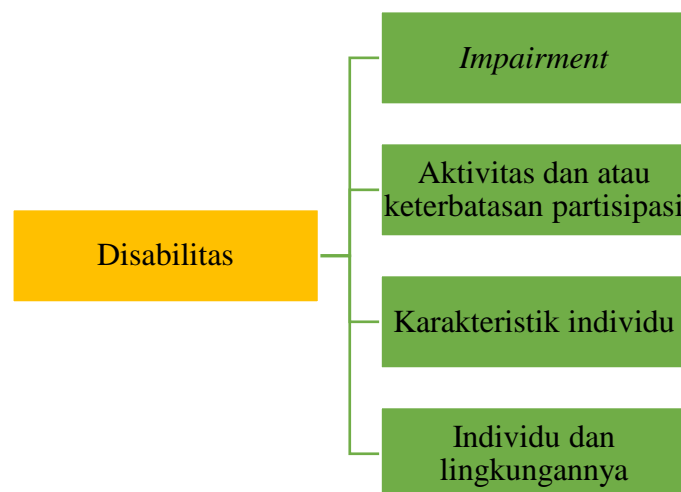 Impairment
Aktivitas dan atau
keterbatasan partisipasi
Disabilitas
Karakteristik individu
Individu dan
lingkungannya